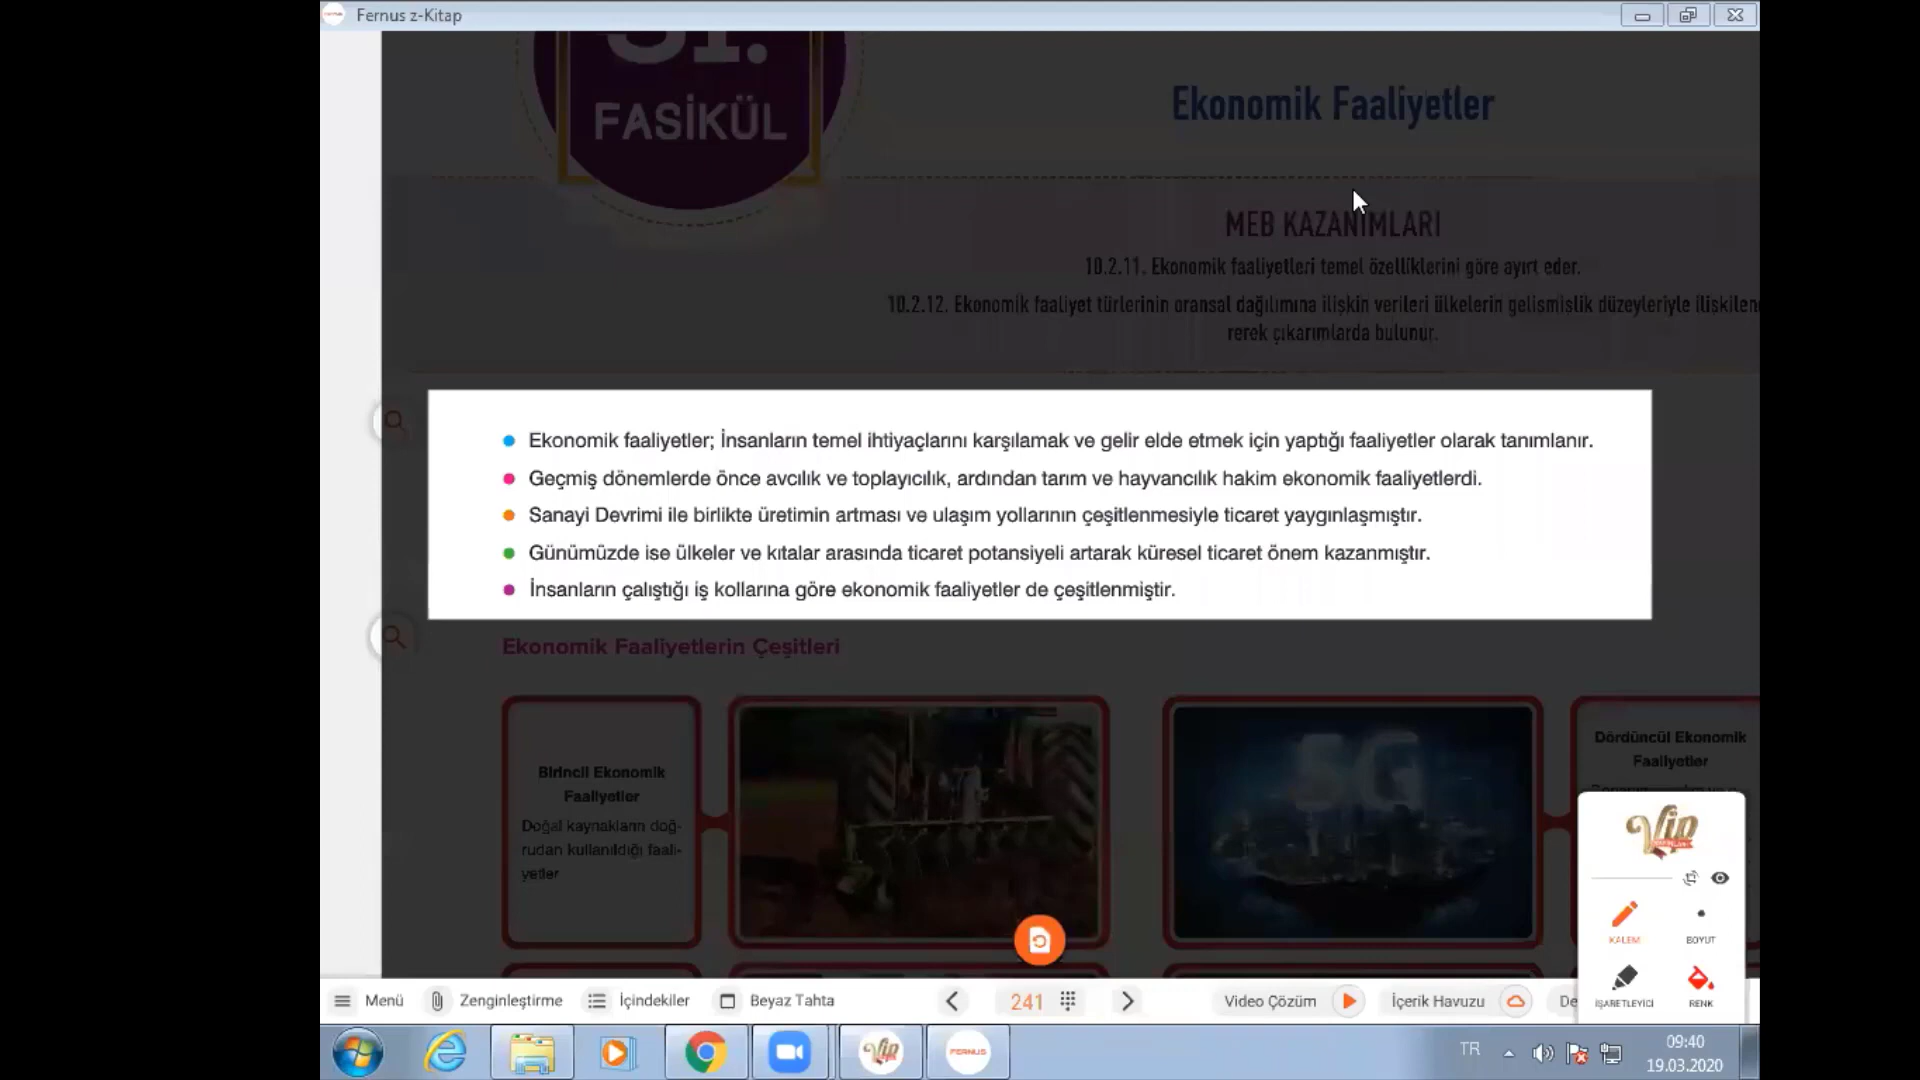 Fernus z-Kitap
FASİKÜL
Ekonomik Faaliyetler
MEB KAZANIMLARI
10.2.11. Ekonomik faaliyetleri temel özelliklerini göre ayırt eder.
10.2.12. Ekonomik faaliyet türlerinin oransal dağılımına ilişkin verileri ülkelerin gelişmişlik düzeyleriyle ilişkilen
rerek çıkarımlarda bulunur.
Ekonomik faaliyetler; İnsanların temel ihtiyaçlarını karşılamak ve gelir elde etmek için yaptığı faaliyetler olarak tanımlanır.
Geçmiş dönemlerde önce avcılık ve toplayıcılık, ardından tarım ve hayvancılık hakim ekonomik faaliyetlerdi.
Sanayi Devrimi ile birlikte üretimin artması ve ulaşım yollarının çeşitlenmesiyle ticaret yaygınlaşmıştır.
Günümüzde ise ülkeler ve kıtalar arasında ticaret potansiyeli artarak küresel ticaret önem kazanmıştır.
İnsanların çalıştığı iş kollarına göre ekonomik faaliyetler de çeşitlenmiştir.
Ekonomik Faaliyetlerin Çeşitleri
Birincil Ekonomik
Faaliyetler
Doğal kaynakların doğ-
rudan kullanıldığı faali-
yetler
5G
Dördüncül Ekonomik
Faaliyetler
Vip
KALEM
BOYUT
İŞARETLEYİCİ
RENK
Menü
Zenginleştirme
İçindekiler
Beyaz Tahta
241
Video Çözüm
İçerik Havuzu
De
Vip
FERNUS
TR
09:40
19.03.2020